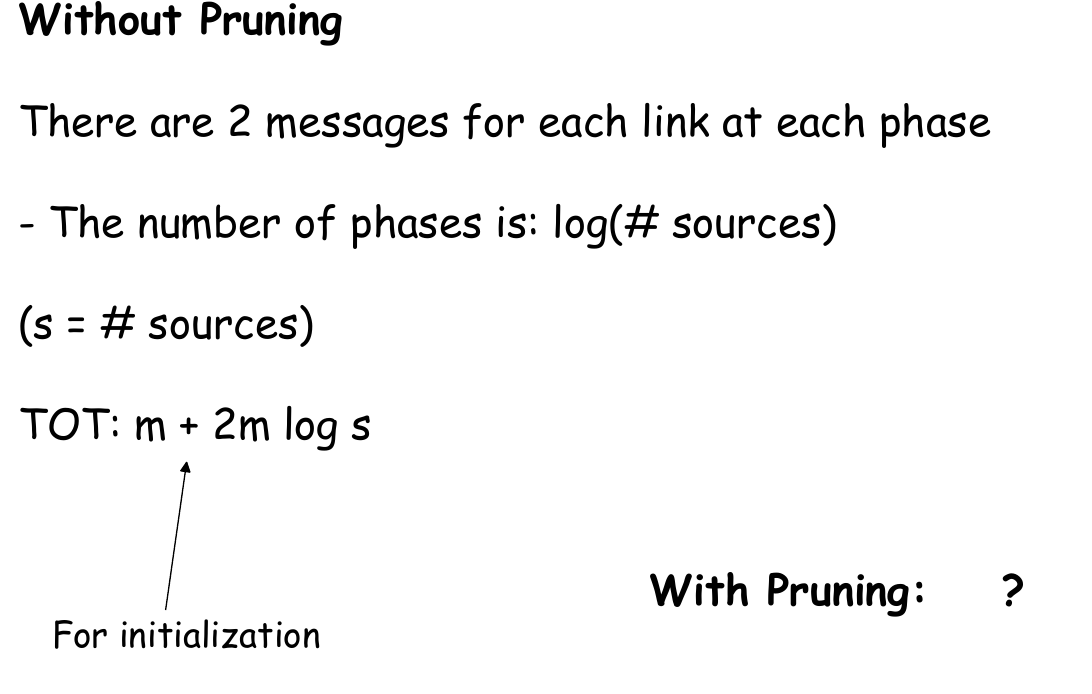 Without Pruning
There are 2 messages for each link at each phase
- The number of phases is: log(# sources)
(s = # sources)
TOT: m + 2m log s
With Pruning: ?
For initialization